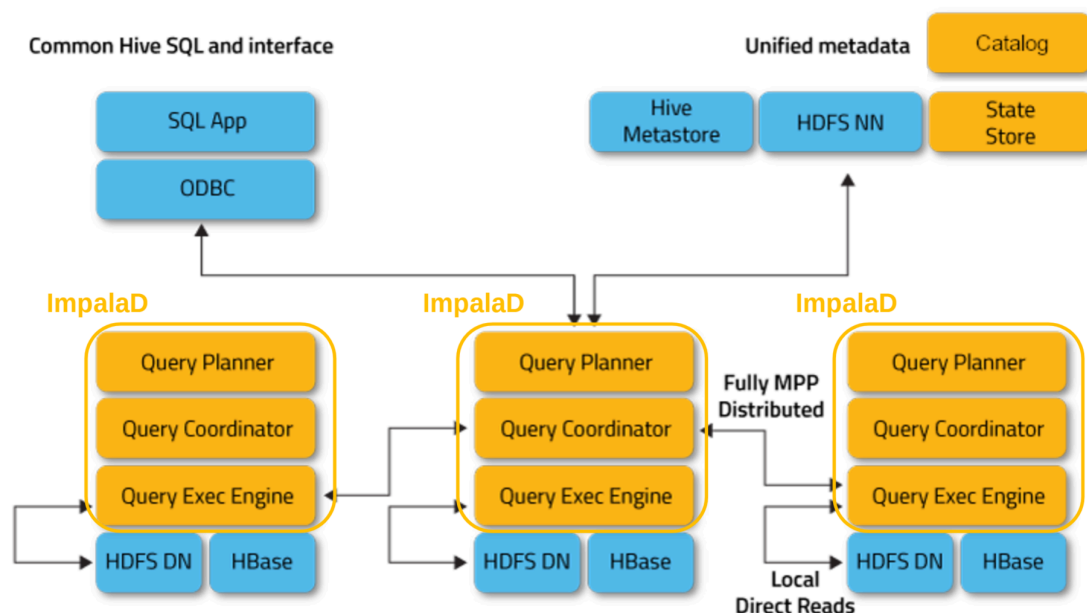 Common Hive SQL and interface
Unified metadata
Catalog
SQL App
Hive
Metastore
HDFS NN
State
Store
ODBC
ImpalaD
ImpalaD
ImpalaD
Query Planner
Query Planner
Query Planner
Fully MPP
Distributed
Query Coordinator
Query Coordinator
Query Coordinator
Query Exec Engine
Query Exec Engine
Query Exec Engine
HDFS DN
HBase
HDFS DN
HBase
HDFS DN
HBase
Local
Direct Reads